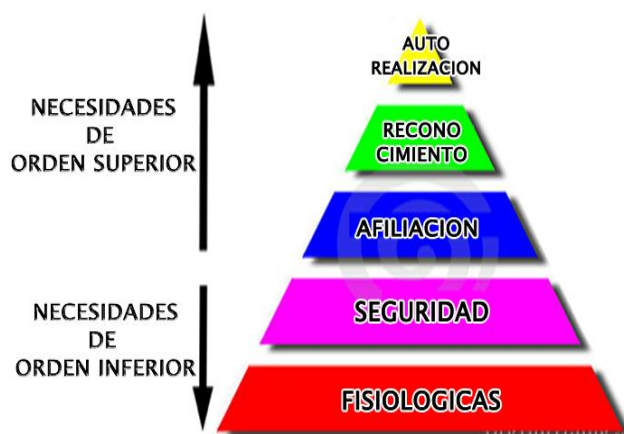 AUTO
REALIZACION
RECONO
CIMIENTO
AFILIACION
SEGURIDAD
FISIOLOGICAS
NECESIDADES
DE
ORDEN SUPERIOR
NECESIDADES
DE
ORDEN INFERIOR